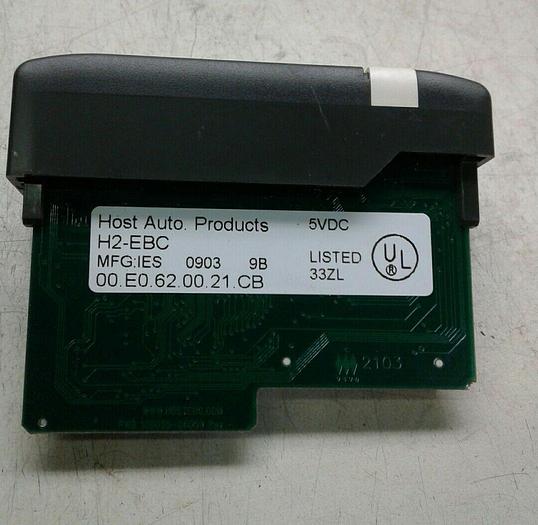 Host Auto. Products 5VDC
H2-EBC
MFG:IES 0903 9B LISTED
33ZL
UL
®
00.E0.62.00.21.CB
2103